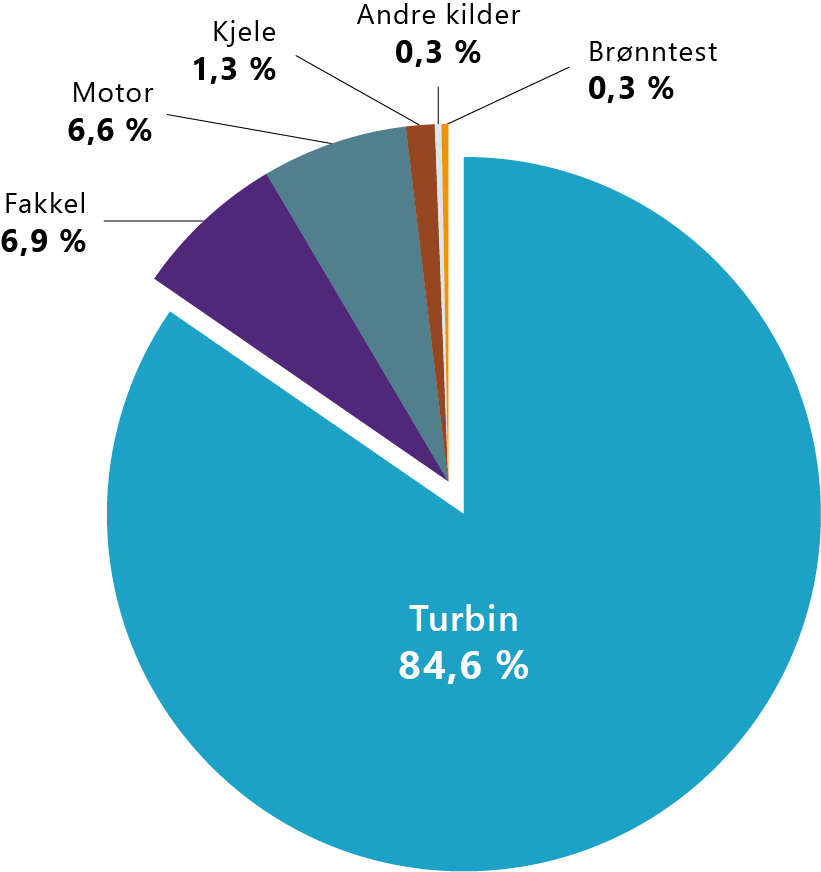 Andre kilder
0,3 %
Kjele
1,3 %
Brønntest
0,3 %
Motor
6,6 %
Fakkel
6,9 %
Turbin
84,6 %